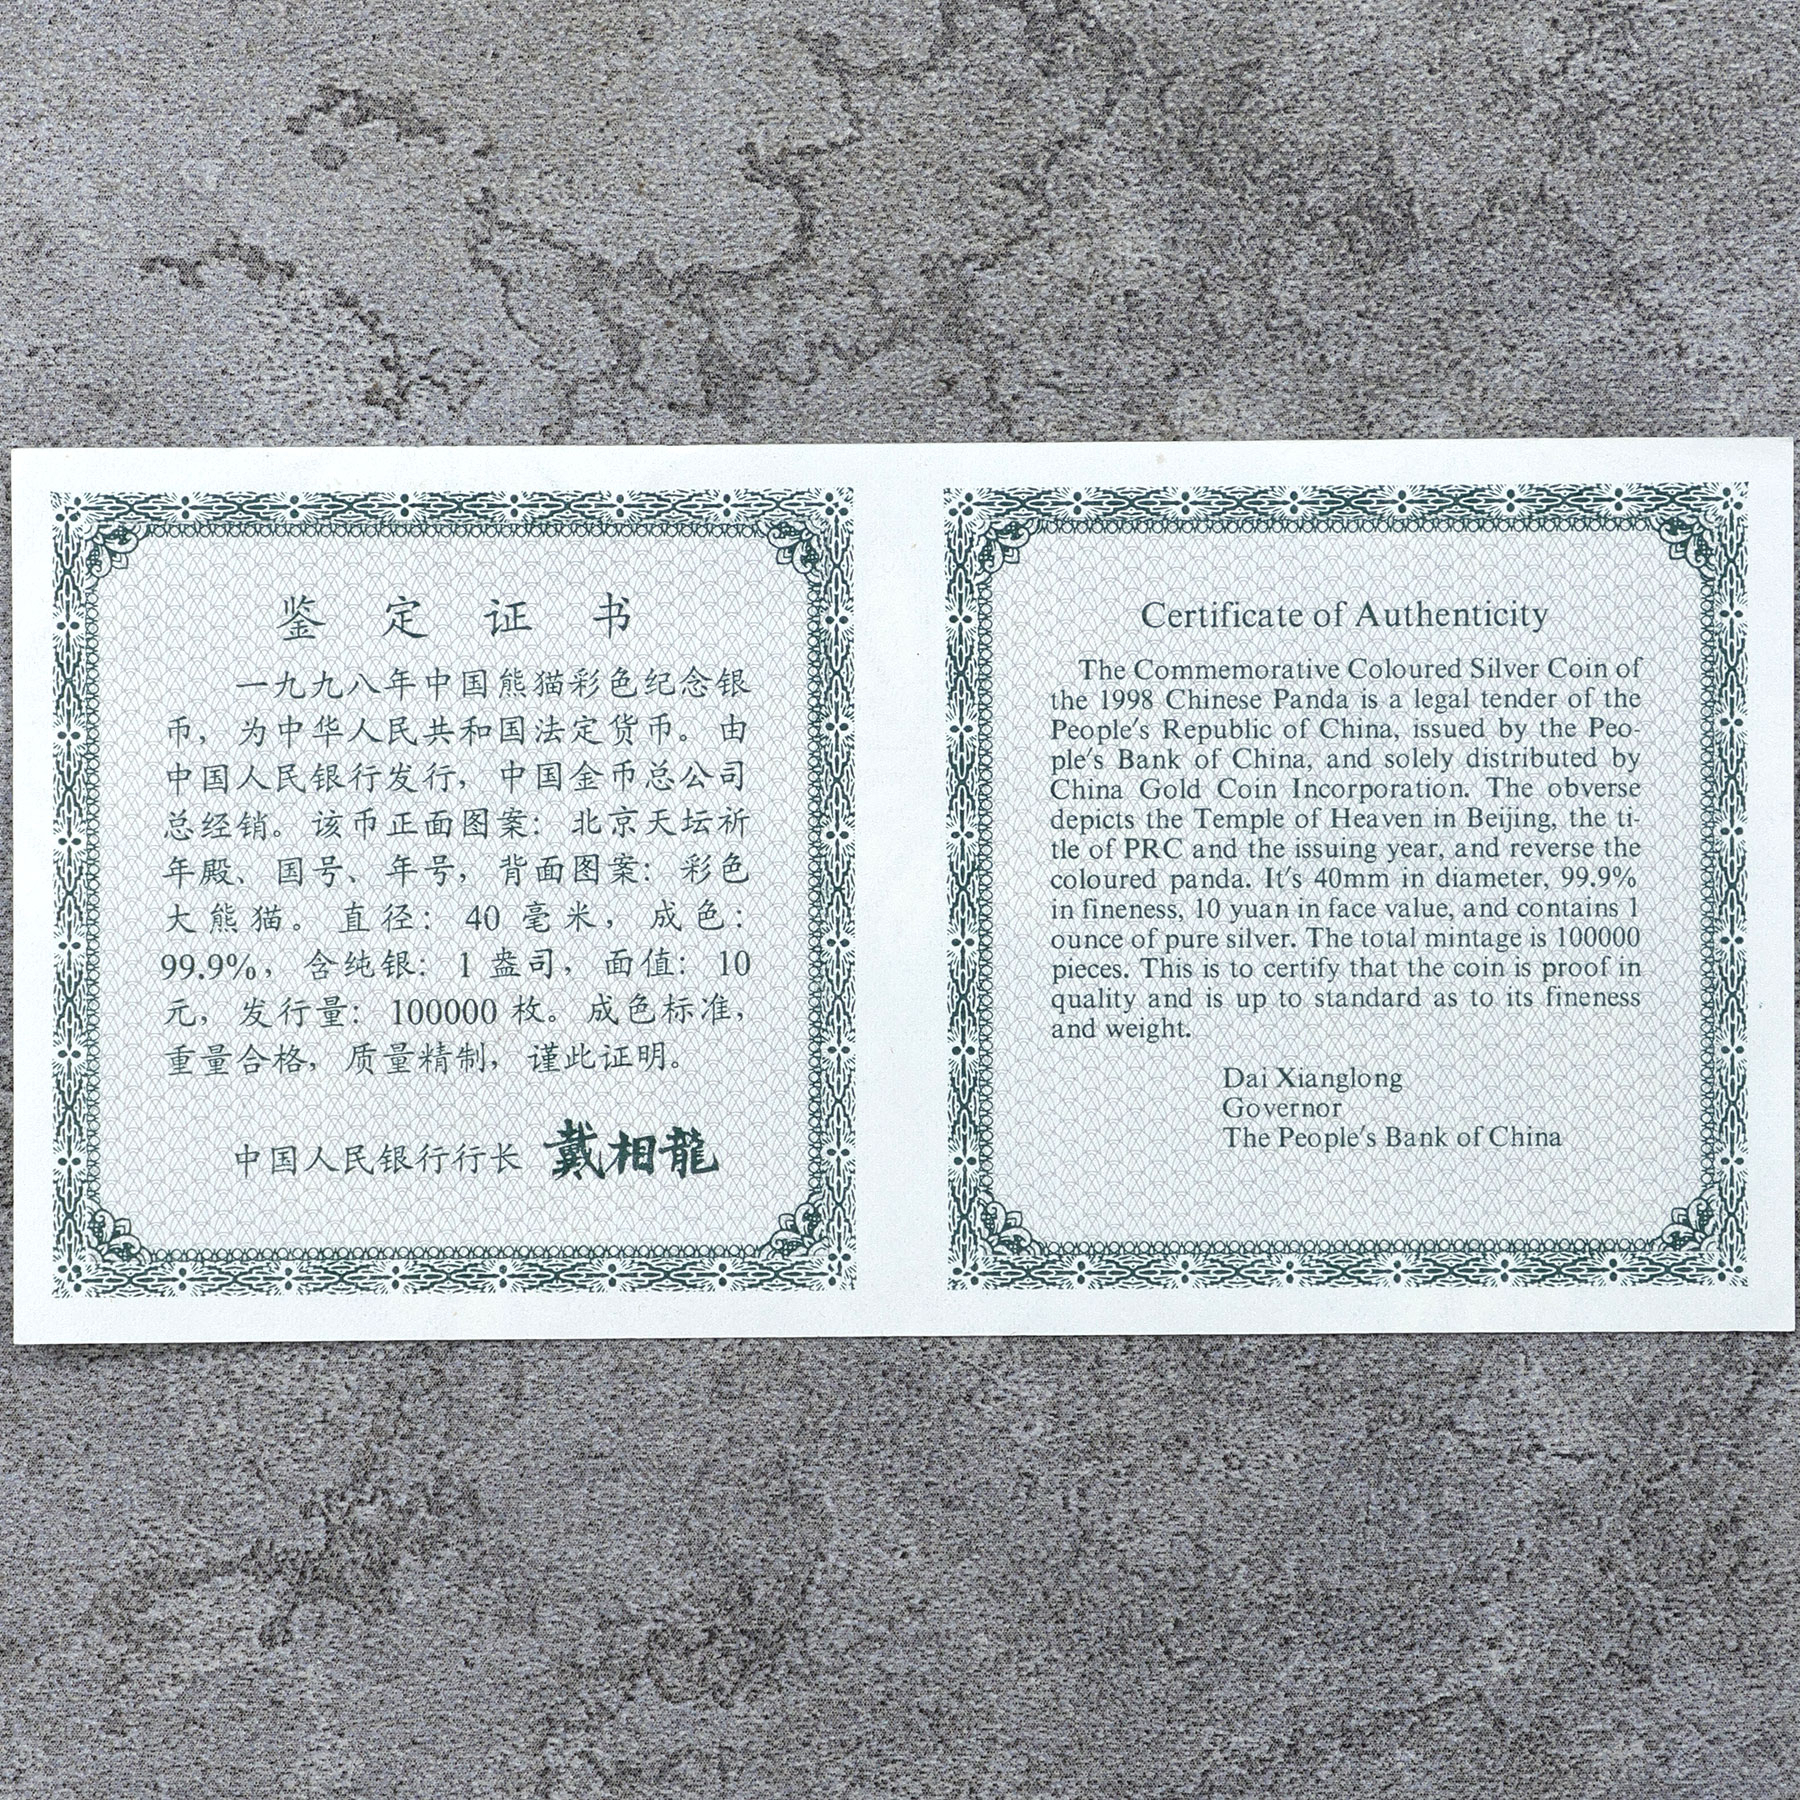 鉴定证书
一九九八年中国熊猫彩色纪念银
币，为中华人民共和国法定货币。由
中国人民银行发行，中国金币总公司
总经销。该币正面图案：北京天坛祈
年殿、国号、年号，背面图案：彩色
大熊猫。直径：40毫米，成色：
99.9%，含纯银：1盎司，面值：10
元，发行量：100000枚。成色标准，
重量合格，质量精制，谨此证明。
中国人民银行行长 戴相龍
Certificate of Authenticity
The Commemorative Coloured Silver Coin of
the 1998 Chinese Panda is a legal tender of the
People's Republic of China, issued by the Peo-
ple's Bank of China, and solely distributed by
China Gold Coin Incorporation. The obverse
depicts the Temple of Heaven in Beijing, the ti-
tle of PRC and the issuing year, and reverse the
coloured panda. It's 40mm in diameter, 99.9%
in fineness, 10 yuan in face value, and contains 1
ounce of pure silver. The total mintage is 100000
pieces. This is to certify that the coin is proof in
quality and is up to standard as to its fineness
and weight.
Dai Xianglong
Governor
The People's Bank of China